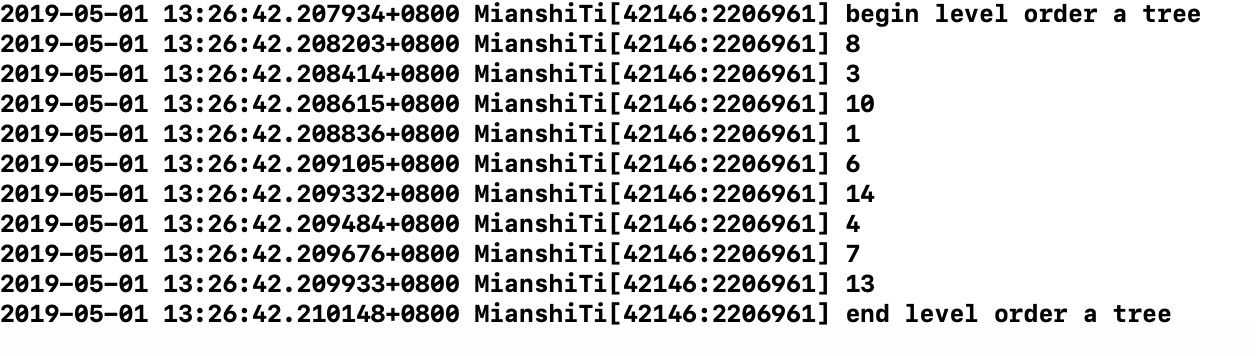 2019-05-01 13:26:42.207934+0800 MianshiTi[42146:2206961] begin level order a tree
2019-05-01 13:26:42.208203+0800 MianshiTi[42146:2206961] 8
2019-05-01 13:26:42.208414+0800 MianshiTi[42146:2206961] 3
2019-05-01 13:26:42.208615+0800 MianshiTi[42146:2206961] 10
2019-05-01 13:26:42.208836+0800 MianshiTi[42146:2206961] 1
2019-05-01 13:26:42.209105+0800 MianshiTi[42146:2206961] 6
2019-05-01 13:26:42.209332+0800 MianshiTi[42146:2206961] 14
2019-05-01 13:26:42.209484+0800 MianshiTi[42146:2206961] 4
2019-05-01 13:26:42.209676+0800 MianshiTi[42146:2206961] 7
2019-05-01 13:26:42.209933+0800 MianshiTi[42146:2206961] 13
2019-05-01 13:26:42.210148+0800 MianshiTi[42146:2206961] end level order a tree